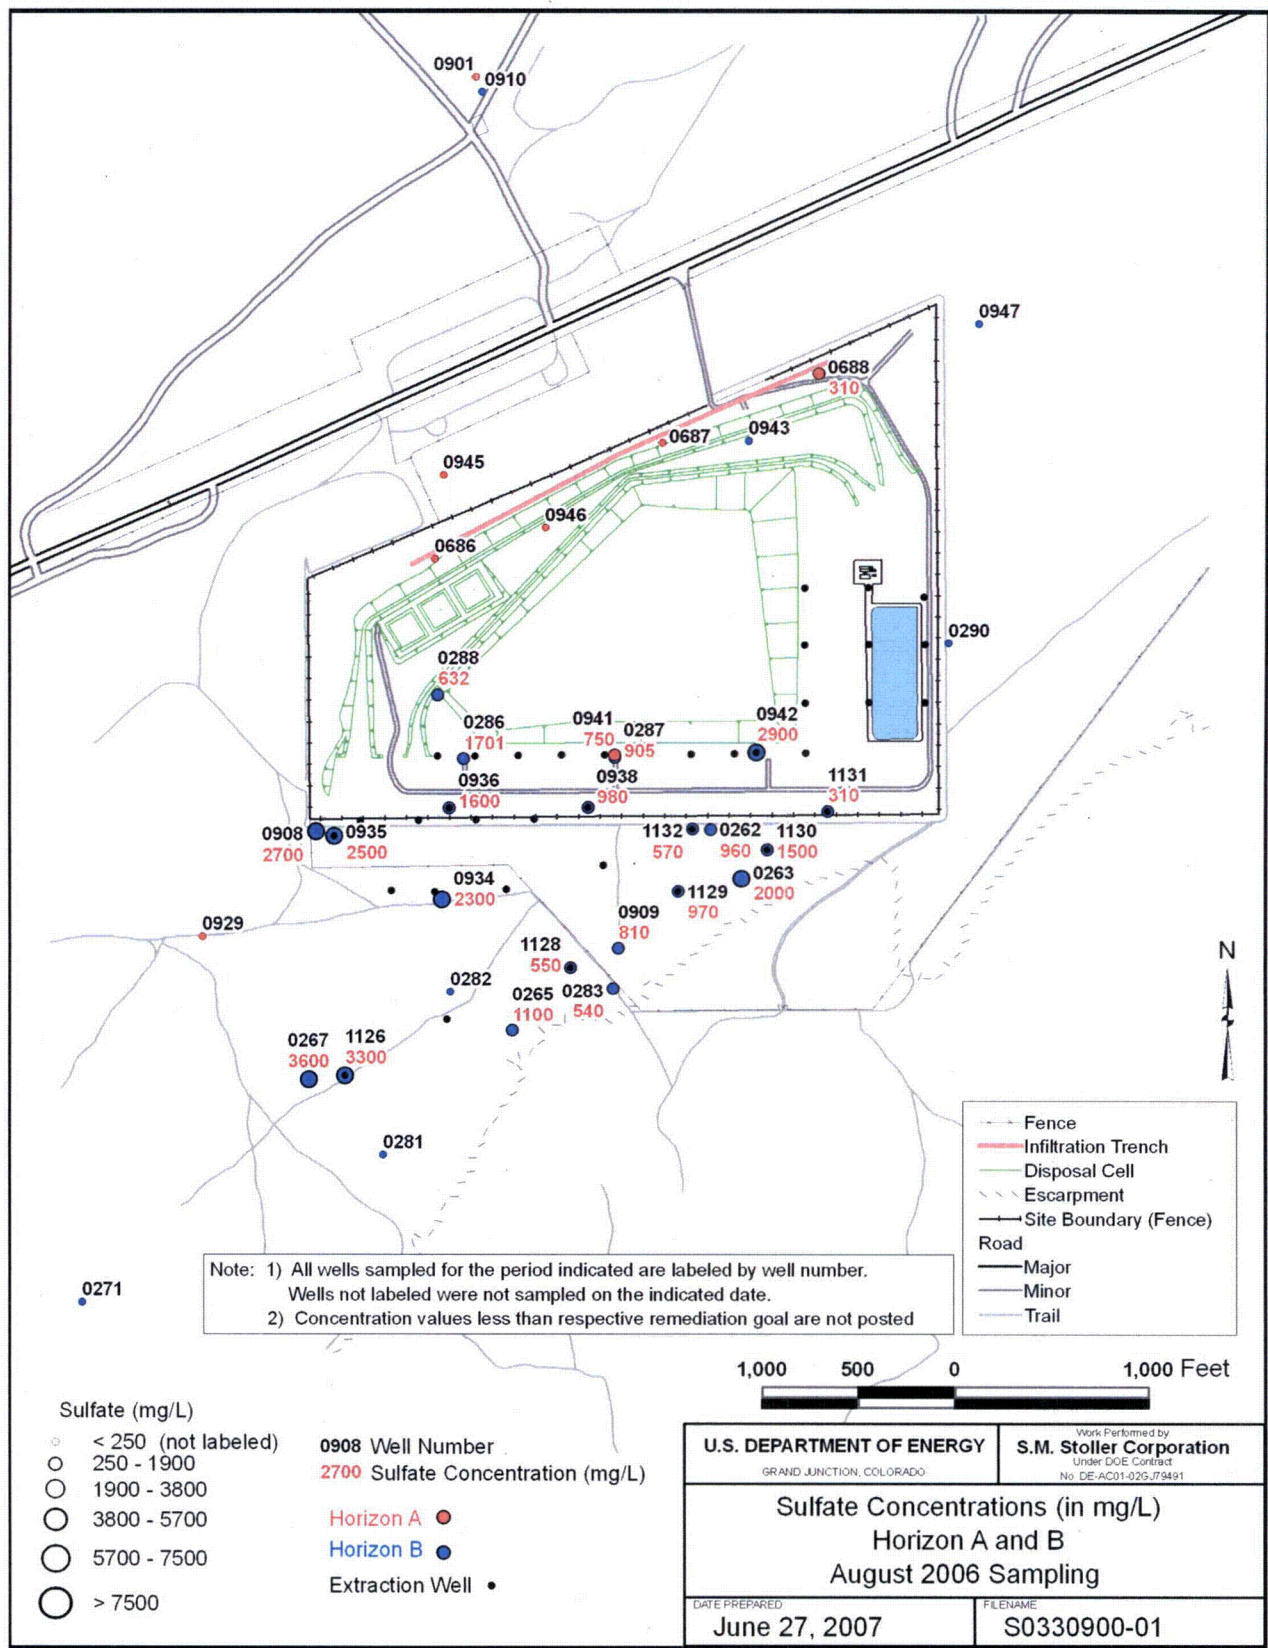 0901
0910
0947
0688
310
0687
0943
0945
0946
0686
0290
0288
632
0286
1701
0941
750
0287
905
0942
2900
0936
1600
0938
980
1131
310
0908
2700
0935
2500
1132
570
0262
960
1130
1500
0263
2000
0934
2300
1129
970
0929
0909
810
1128
550
0282
0265
1100
0283
540
N
0267
3600
1126
3300
0281
0271
Fence
Infiltration Trench
Disposal Cell
Escarpment
Site Boundary (Fence)
Road
Major
Minor
Trail
Note: 1) All wells sampled for the period indicated are labeled by well number.
Wells not labeled were not sampled on the indicated date.
2) Concentration values less than respective remediation goal are not posted
1,000 500 0 1,000 Feet
Sulfate (mg/L)
< 250 (not labeled)
250 - 1900
1900 - 3800
3800 - 5700
5700 - 7500
> 7500
0908 Well Number
2700 Sulfate Concentration (mg/L)
Horizon A
Horizon B
Extraction Well
U.S. DEPARTMENT OF ENERGY
GRAND JUNCTION, COLORADO
Work Performed by
S.M. Stoller Corporation
Under DOE Contract
No. DE-AC01-02GJ79491
Sulfate Concentrations (in mg/L)
Horizon A and B
August 2006 Sampling
DATE PREPARED
June 27, 2007
FILENAME
S0330900-01